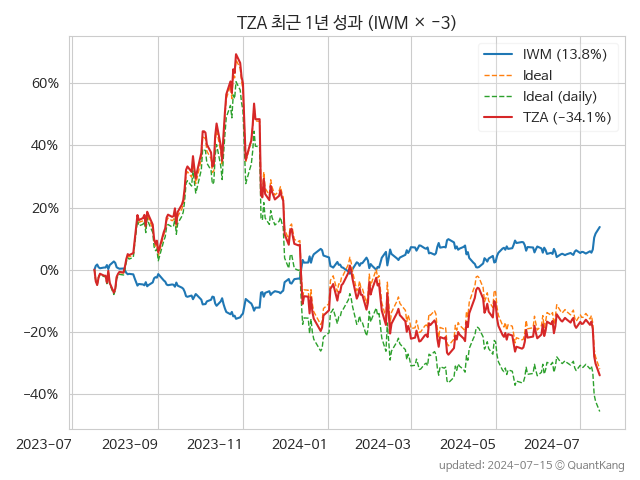 TZA 최근 1년 성과 (IWM × −3)
IWM (13.8%)
Ideal
Ideal (daily)
TZA (−34.1%)
60%
40%
20%
0%
−20%
−40%
2023-07
2023-09
2023-11
2024-01
2024-03
2024-05
2024-07
updated: 2024-07-15 © QuantKang